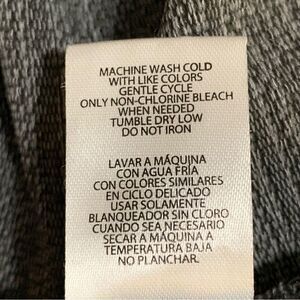 MACHINE WASH COLD
WITH LIKE COLORS
GENTLE CYCLE
ONLY NON-CHLORINE BLEACH
WHEN NEEDED
TUMBLE DRY LOW
DO NOT IRON
LAVAR A MÁQUINA
CON AGUA FRÍA
CON COLORES SIMILARES
EN CICLO DELICADO
USAR SOLAMENTE
BLANQUEADOR SIN CLORO
CUANDO SEA NECESARIO
SECAR A MÁQUINA A
TEMPERATURA BAJA
NO PLANCHAR.